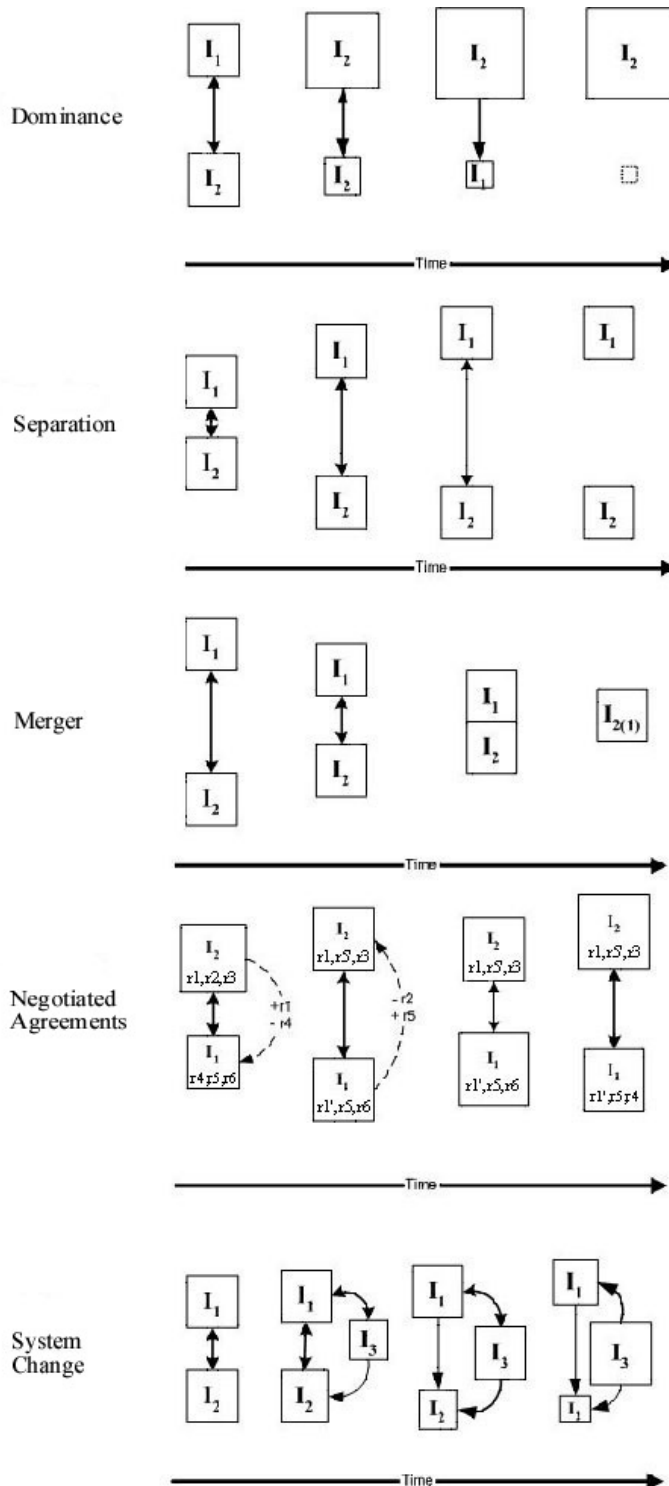 I₁ I₂ I₂ I₂
Dominance
I₂ I₂ I₁
Time
I₁ I₁ I₁ I₁
Separation
I₂ I₂ I₂ I₂
Time
I₁ I₁ I₁ I₂₍₁₎
Merger
I₂ I₂ I₂
Time
I₂ I₂ I₂ I₂
r1,r2,r3 r1,r5',r3 r1,r5',r3 r1,r5',r3
+r1 -r2
- r4 + r5
Negotiated
Agreements
I₁ I₁ I₁ I₁
r4,r5,r6 r1',r5,r6 r1',r5,r6 r1',r5,r4
Time
I₁ I₁ I₁ I₁
I₃ I₃ I₃
System
Change
I₂ I₂ I₂ I₂
Time